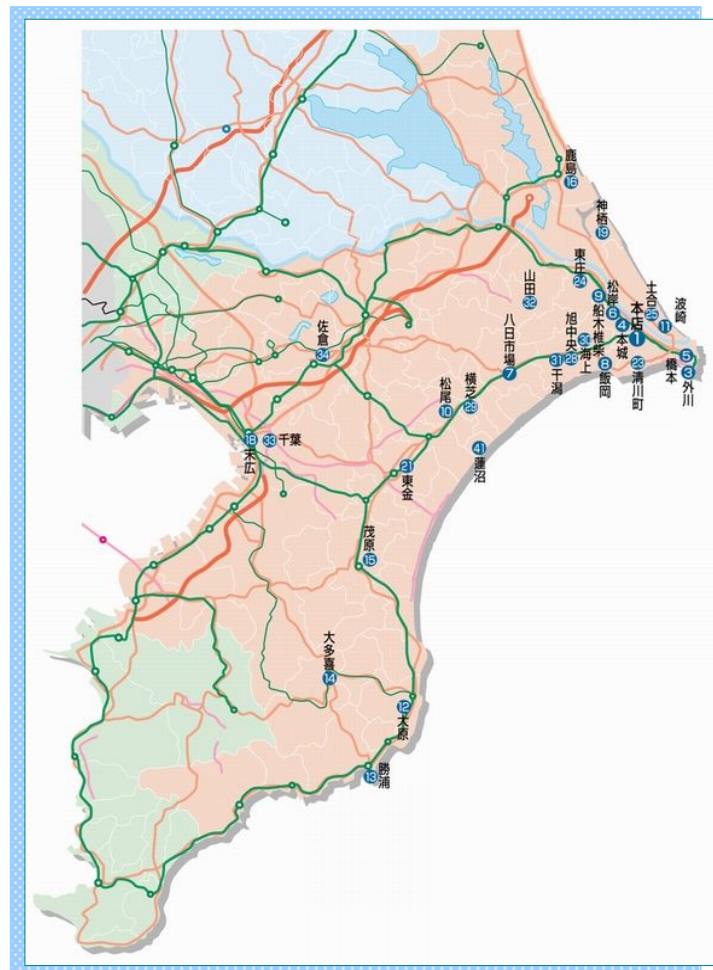 鹿島
16
神栖
19
東庄
24
山田
32
9
船木椎柴
松岸
6
4
本城
本店
1
土合
25
波崎
11
5
橋本
3
外川
23
清川町
8
飯岡
30
海上
旭中央
28
31
干潟
八日市場
7
横芝
29
松尾
10
41
蓮沼
佐倉
34
18
末広
33
千葉
21
東金
茂原
15
大多喜
14
12
大原
13
勝浦